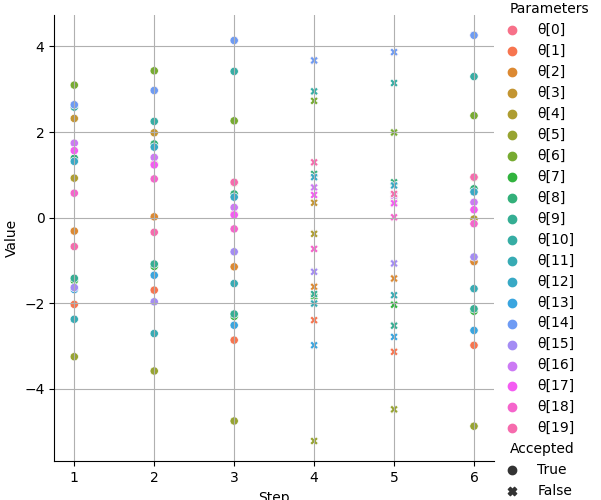 Parameters
θ[0]
θ[1]
θ[2]
θ[3]
θ[4]
θ[5]
θ[6]
θ[7]
θ[8]
θ[9]
θ[10]
θ[11]
θ[12]
θ[13]
θ[14]
θ[15]
θ[16]
θ[17]
θ[18]
θ[19]
Accepted
True
False
Value
4
2
0
−2
−4
1 2 3 4 5 6
Step